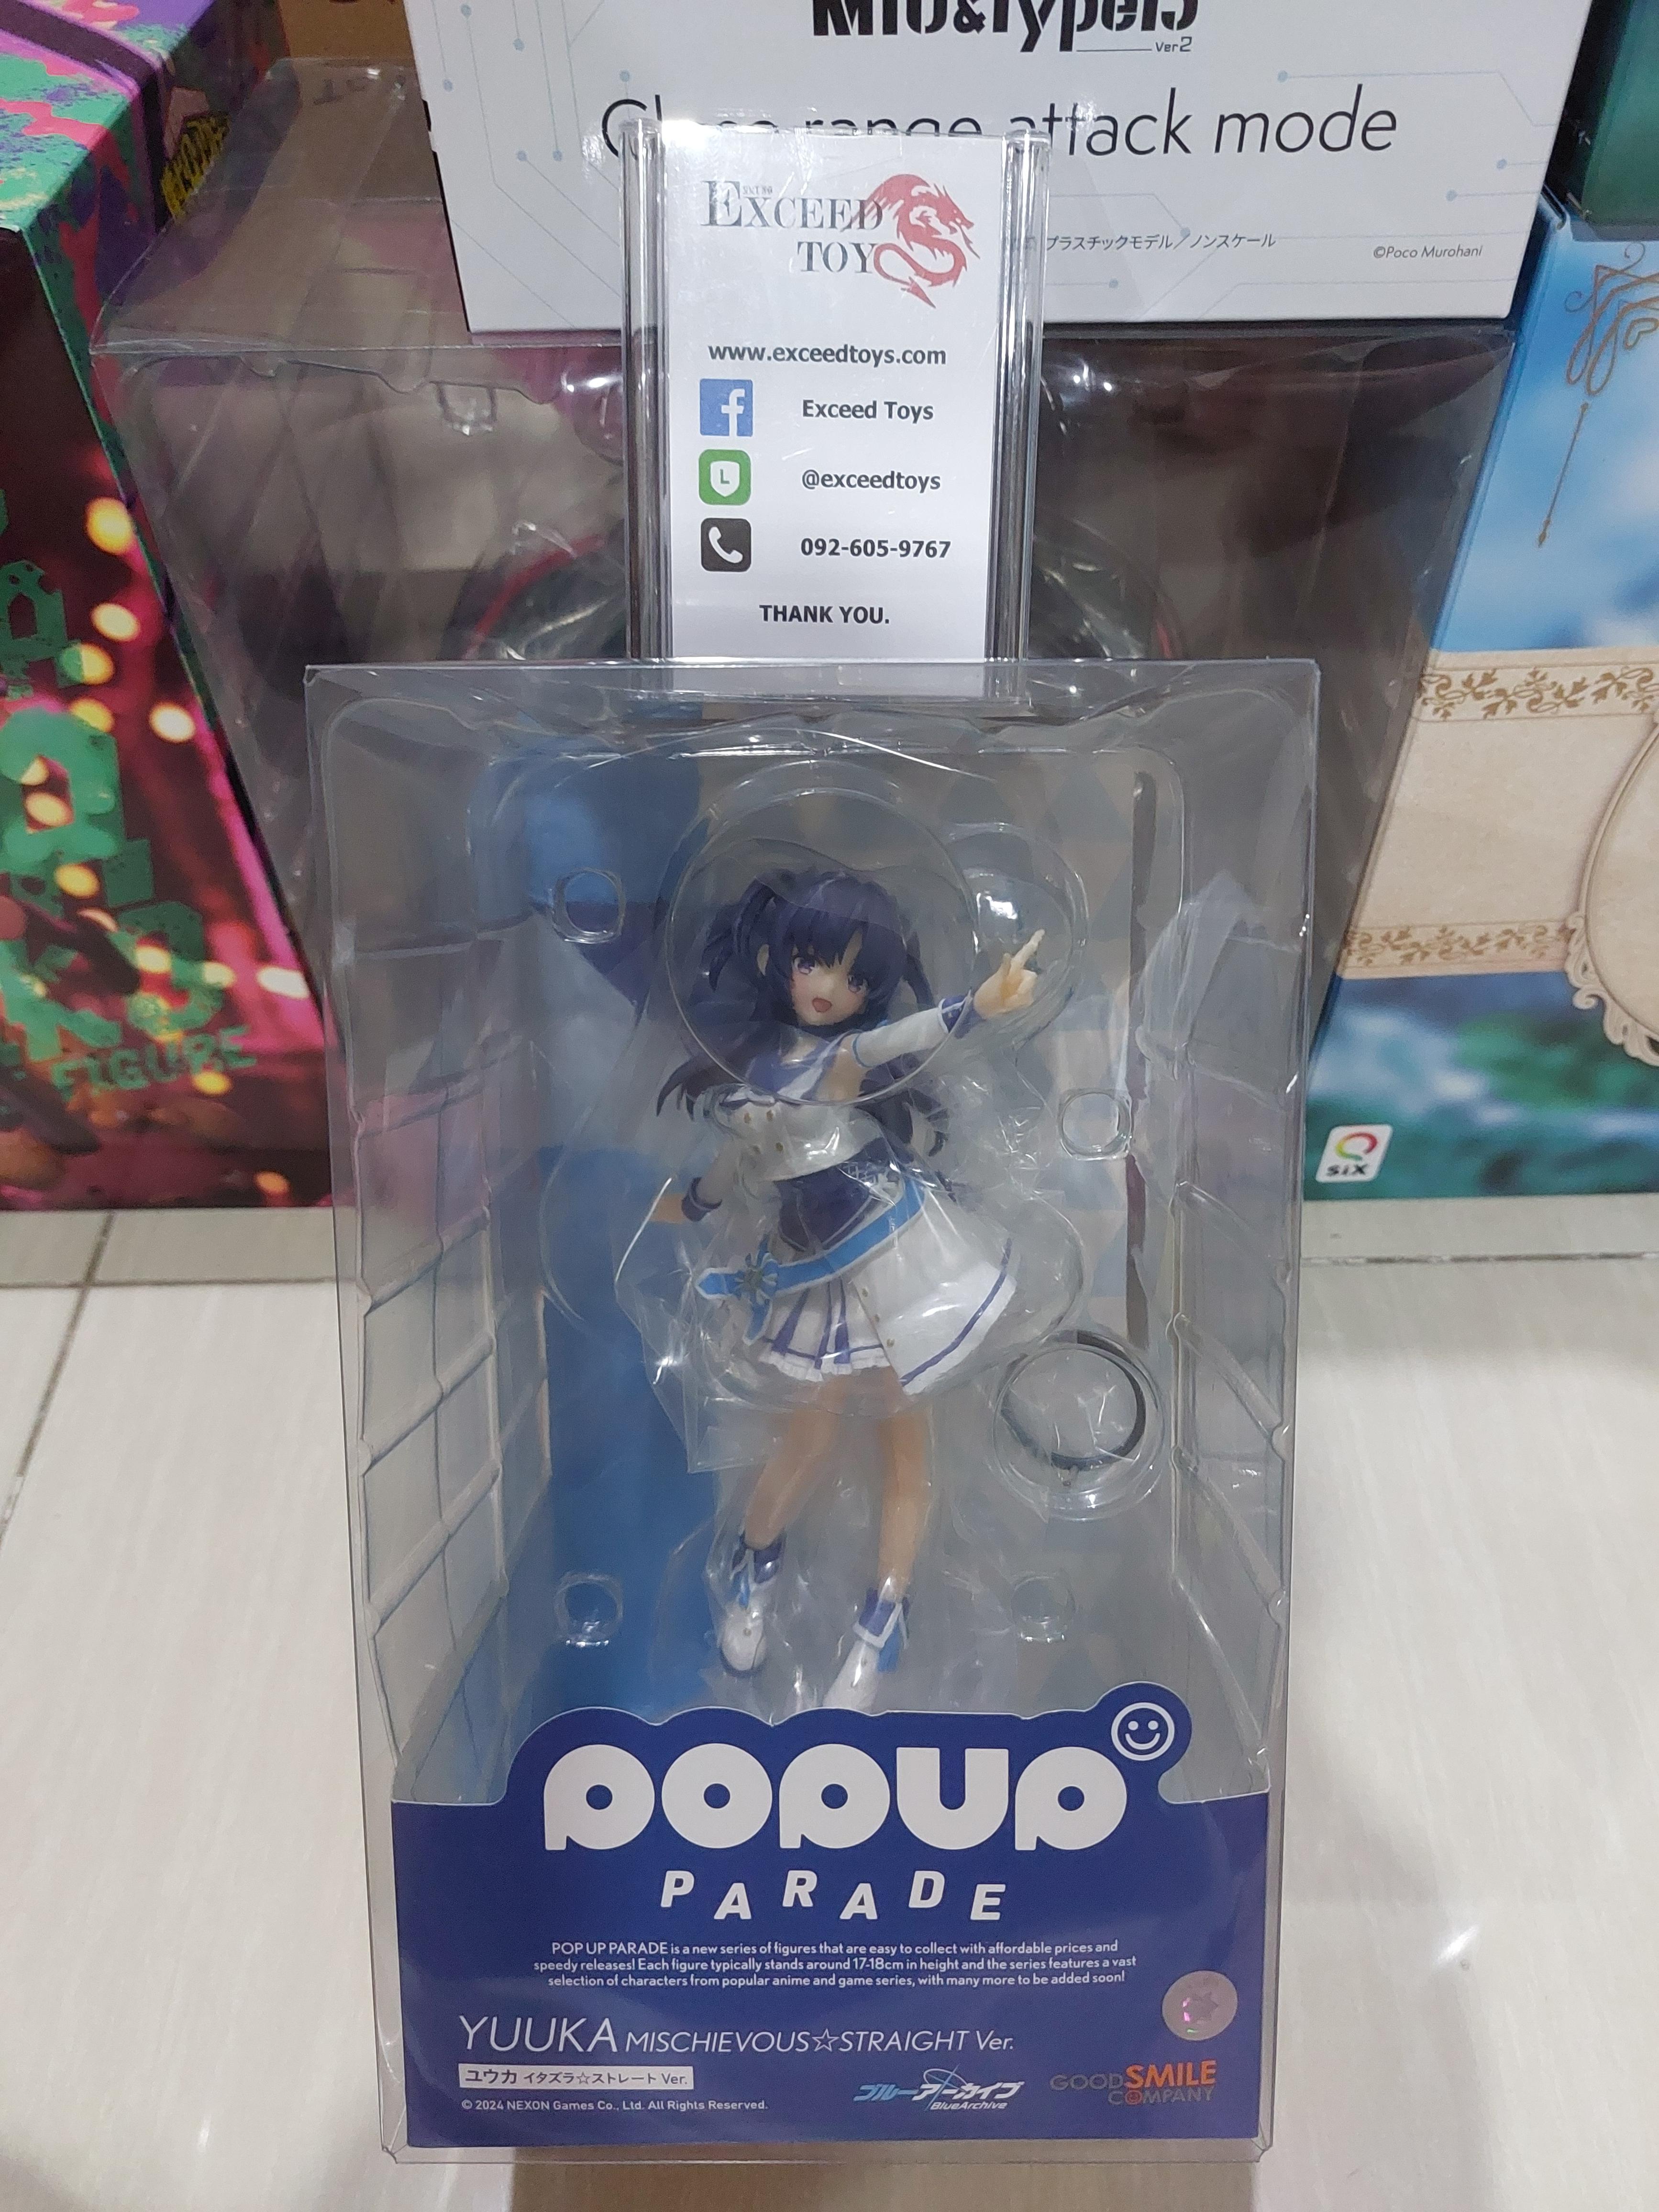 Ver2
attack mode
プラスチックモデル／ノンスケール
©Poco Murohani
EXCEED
TOY
www.exceedtoys.com
Exceed Toys
@exceedtoys
092-605-9767
THANK YOU.
FIGURE
SiX
POPUP
PARADE
POP UP PARADE is a new series of figures that are easy to collect with affordable prices and
speedy releases! Each figure typically stands around 17-18cm in height and the series features a vast
selection of characters from popular anime and game series, with many more to be added soon!
YUUKA MISCHIEVOUS☆STRAIGHT Ver.
ユウカ イタズラ☆ストレート Ver.
© 2024 NEXON Games Co., Ltd. All Rights Reserved.
ブルーアーカイブ
BlueArchive
GOOD SMILE
COMPANY